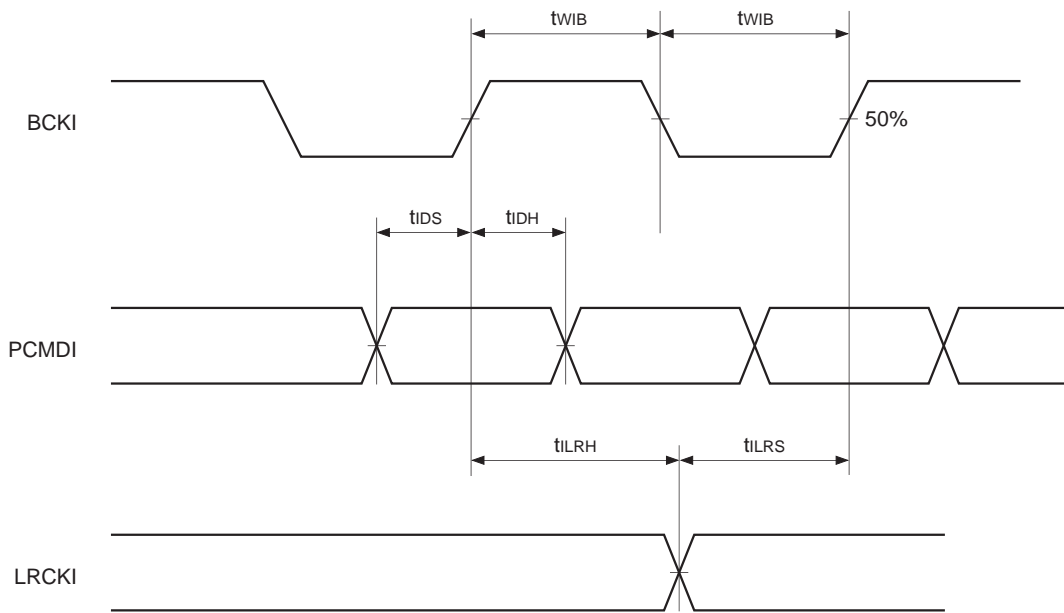 tWIB tWIB
BCKI
50%
tIDS tIDH
PCMDI
tILRH tILRS
LRCKI